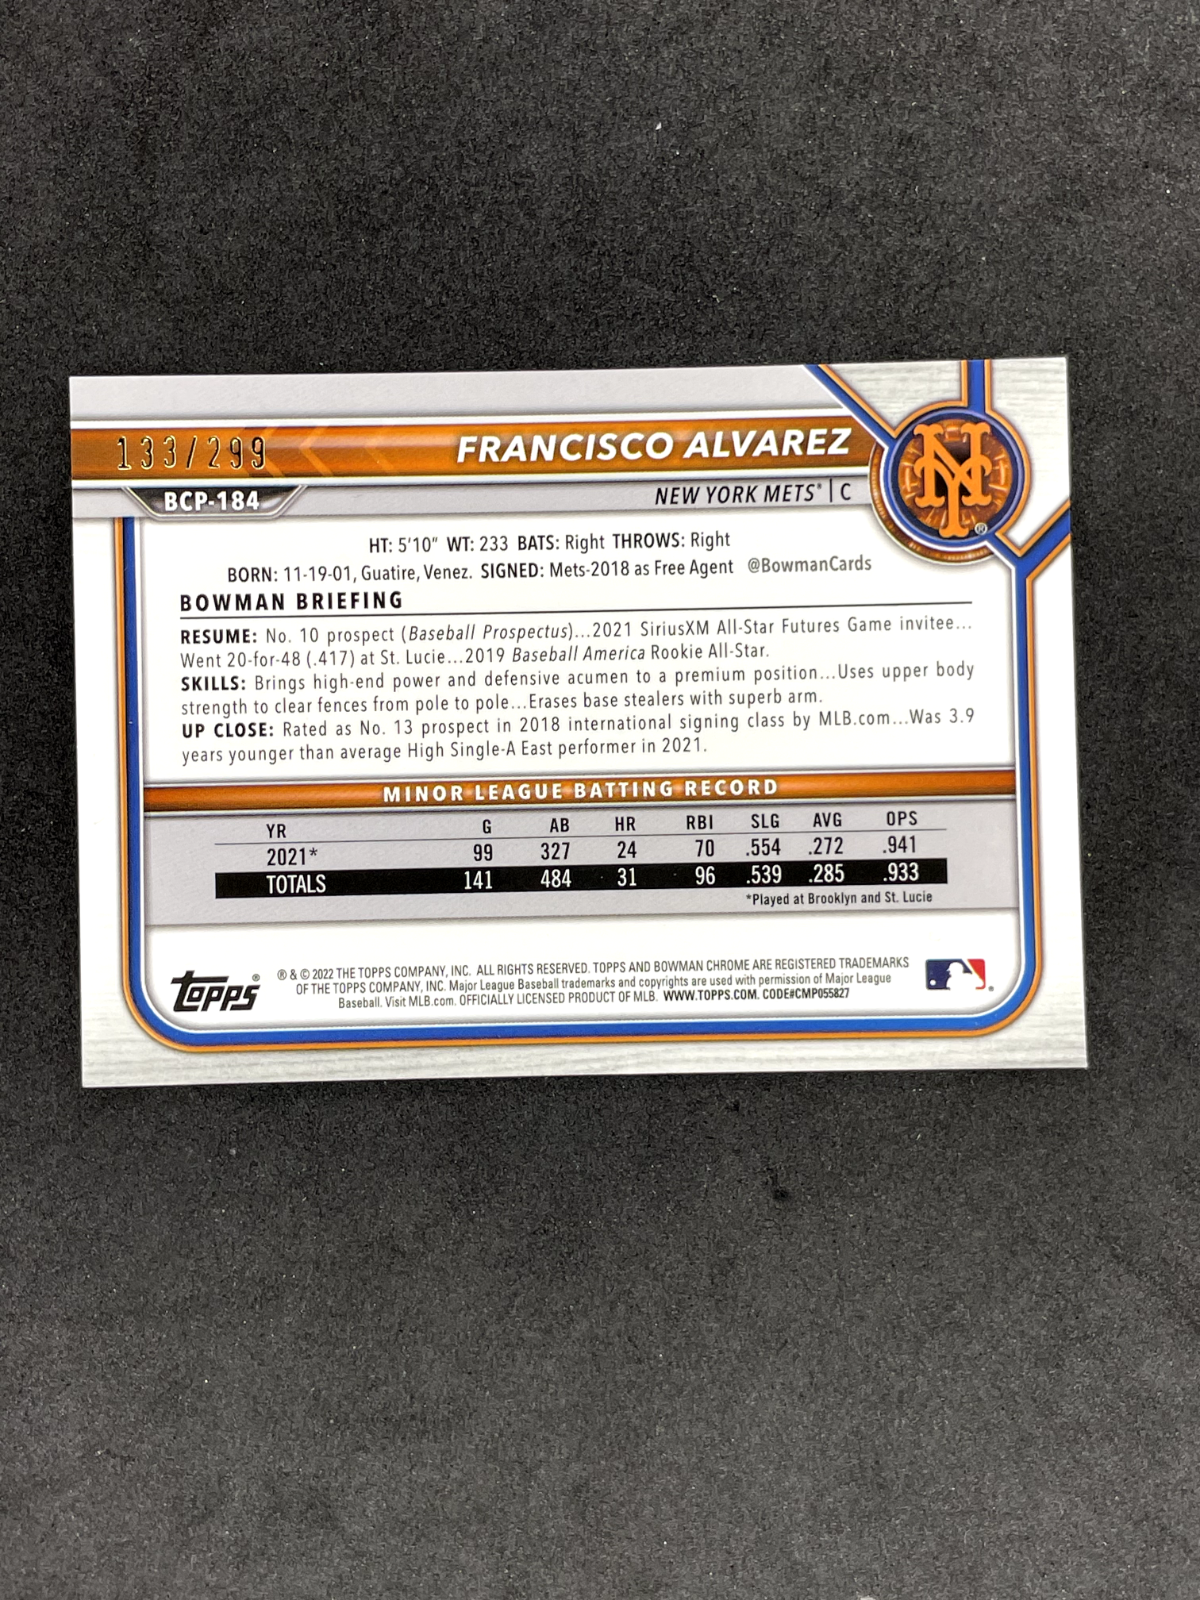 133/299
FRANCISCO ALVAREZ
BCP-184
NEW YORK METS® | C
NY®
HT: 5'10" WT: 233 BATS: Right THROWS: Right
BORN: 11-19-01, Guatire, Venez. SIGNED: Mets-2018 as Free Agent @BowmanCards
BOWMAN BRIEFING
RESUME: No. 10 prospect (Baseball Prospectus)...2021 SiriusXM All-Star Futures Game invitee...
Went 20-for-48 (.417) at St. Lucie...2019 Baseball America Rookie All-Star.
SKILLS: Brings high-end power and defensive acumen to a premium position...Uses upper body
strength to clear fences from pole to pole...Erases base stealers with superb arm.
UP CLOSE: Rated as No. 13 prospect in 2018 international signing class by MLB.com...Was 3.9
years younger than average High Single-A East performer in 2021.
MINOR LEAGUE BATTING RECORD
YR G AB HR RBI SLG AVG OPS
2021* 99 327 24 70 .554 .272 .941
TOTALS 141 484 31 96 .539 .285 .933
*Played at Brooklyn and St. Lucie
TOPPS®
® & © 2022 THE TOPPS COMPANY, INC. ALL RIGHTS RESERVED. TOPPS AND BOWMAN CHROME ARE REGISTERED TRADEMARKS
OF THE TOPPS COMPANY, INC. Major League Baseball trademarks and copyrights are used with permission of Major League
Baseball. Visit MLB.com. OFFICIALLY LICENSED PRODUCT OF MLB. WWW.TOPPS.COM. CODE#CMP055827